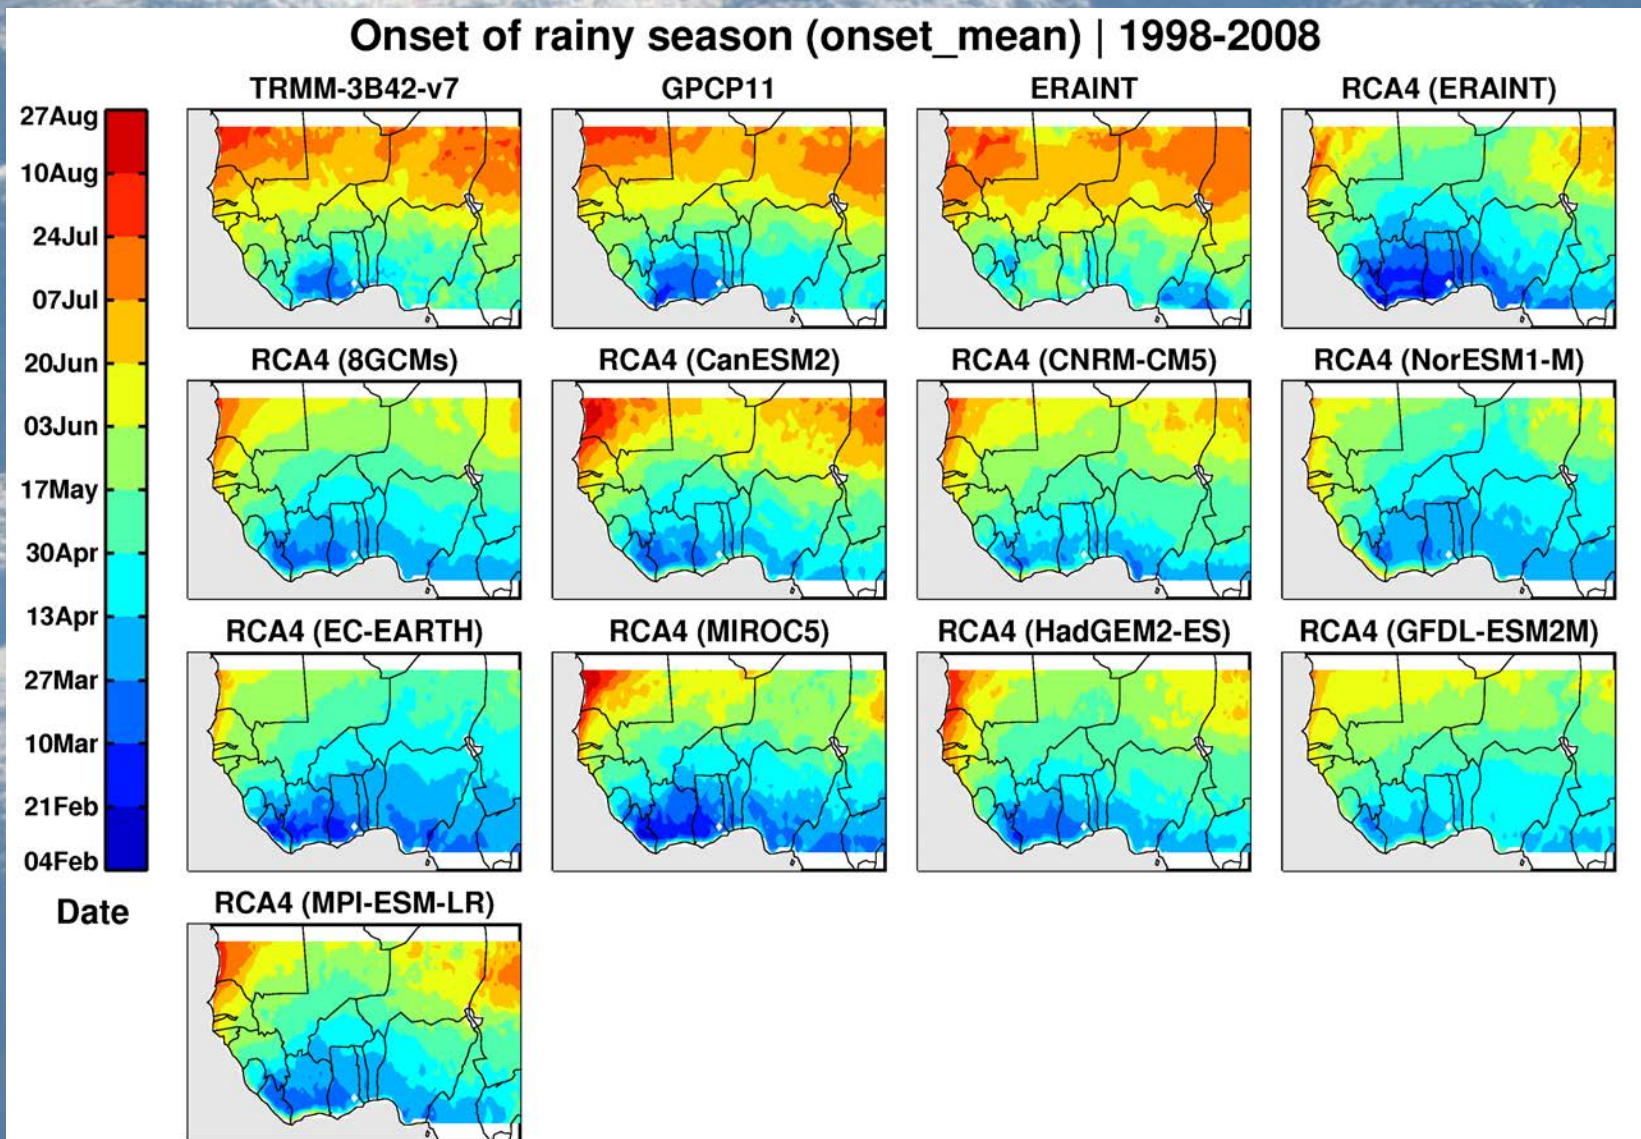 Onset of rainy season (onset_mean) | 1998-2008
TRMM-3B42-v7
GPCP11
ERAINT
RCA4 (ERAINT)
27Aug
10Aug
24Jul
07Jul
20Jun
03Jun
17May
30Apr
13Apr
27Mar
10Mar
21Feb
04Feb
Date
RCA4 (8GCMs)
RCA4 (CanESM2)
RCA4 (CNRM-CM5)
RCA4 (NorESM1-M)
RCA4 (EC-EARTH)
RCA4 (MIROC5)
RCA4 (HadGEM2-ES)
RCA4 (GFDL-ESM2M)
RCA4 (MPI-ESM-LR)